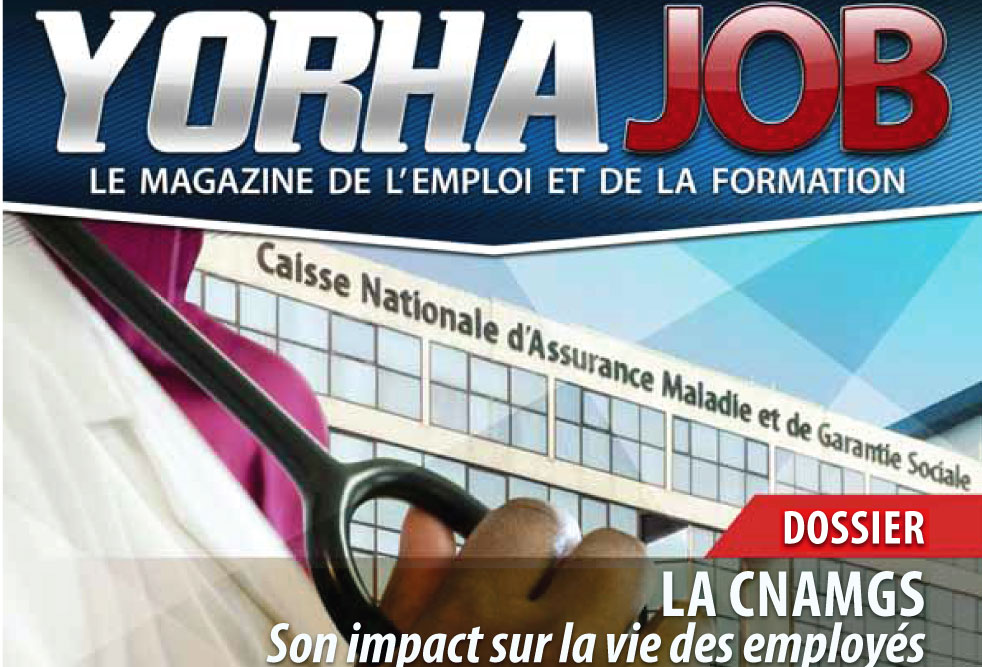 YORHA JOB
LE MAGAZINE DE L'EMPLOI ET DE LA FORMATION
Caisse Nationale d'Assurance Maladie et de Garantie Sociale
DOSSIER
LA CNAMGS
Son impact sur la vie des employés